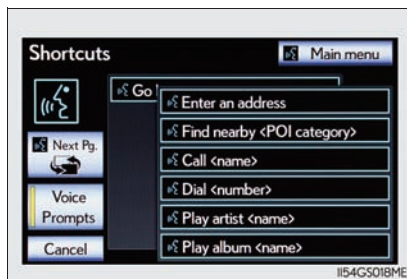 Shortcuts
Main menu
Go
Enter an address
Find nearby <POI category>
Next Pg.
Call <name>
Dial <number>
Voice
Prompts
Play artist <name>
Cancel
Play album <name>
II54GS018ME